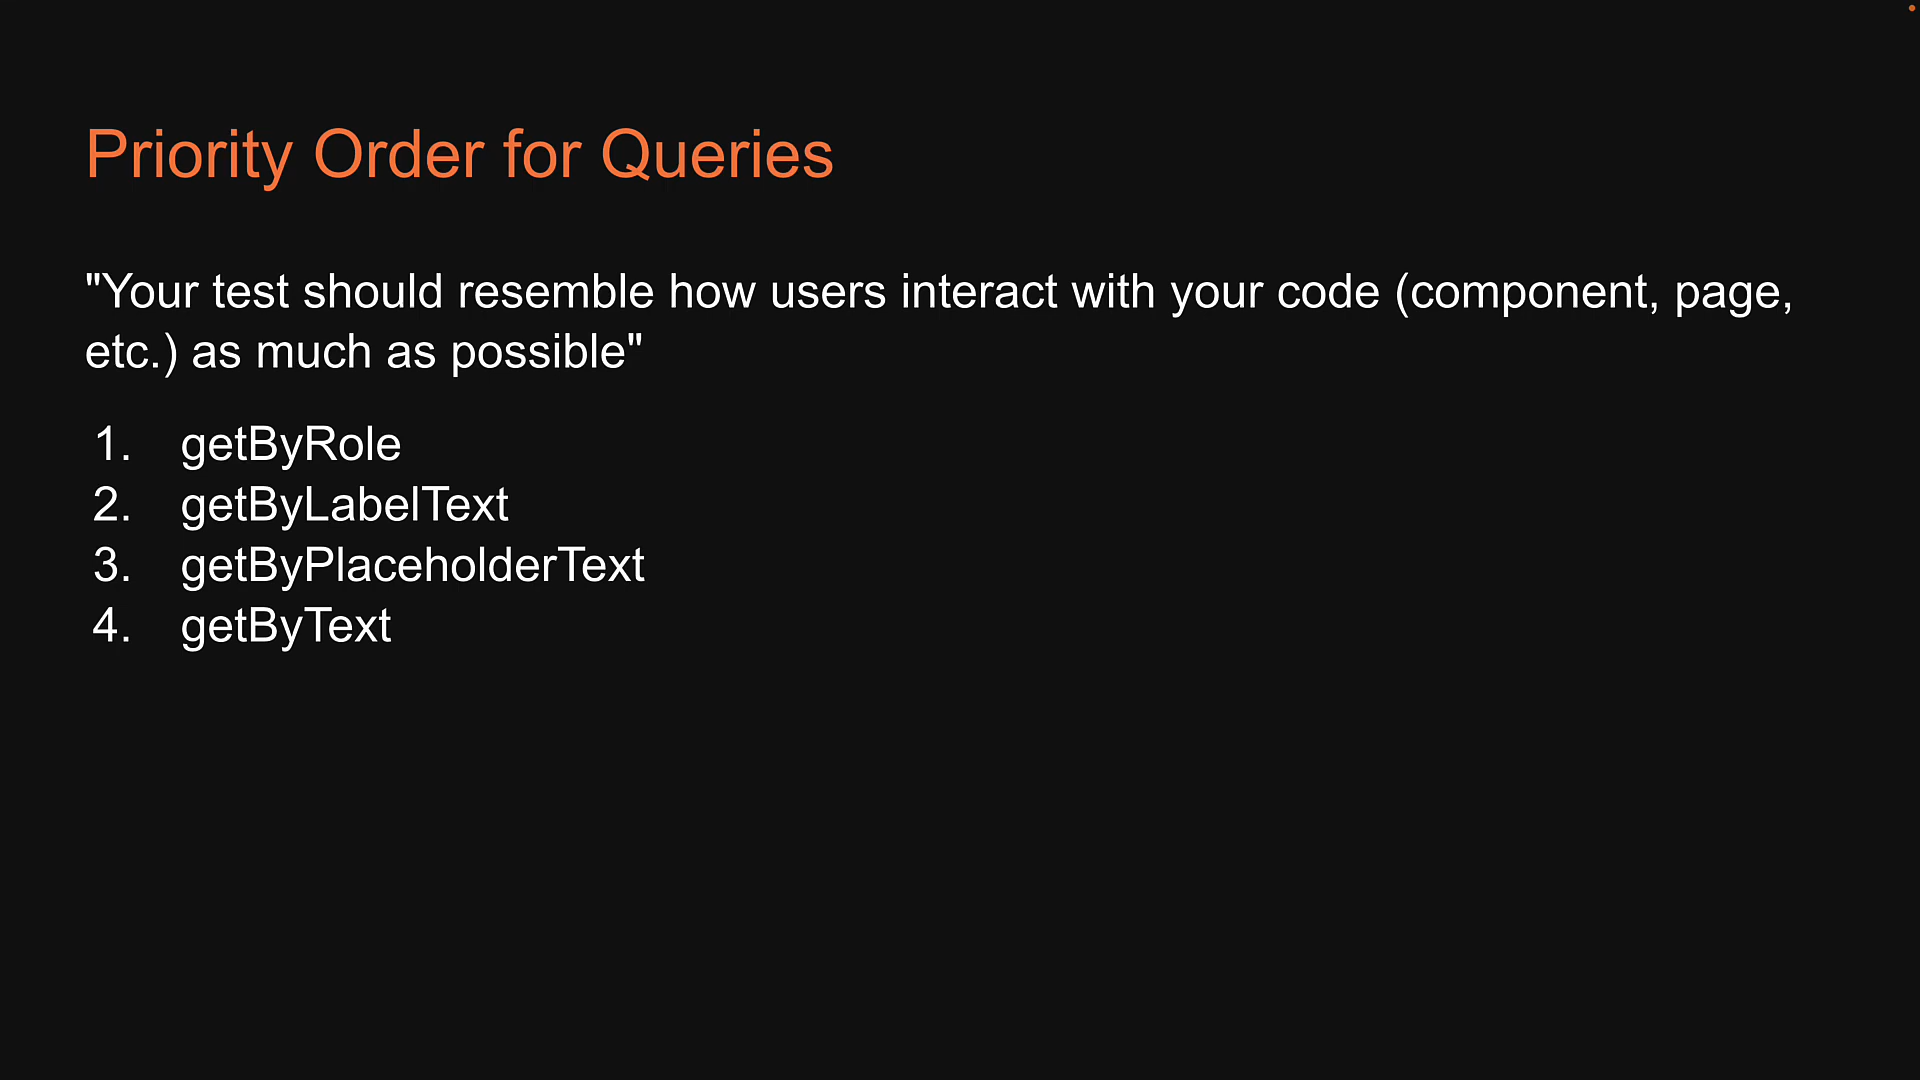 Priority Order for Queries
"Your test should resemble how users interact with your code (component, page,
etc.) as much as possible"
1. getByRole
2. getByLabelText
3. getByPlaceholderText
4. getByText